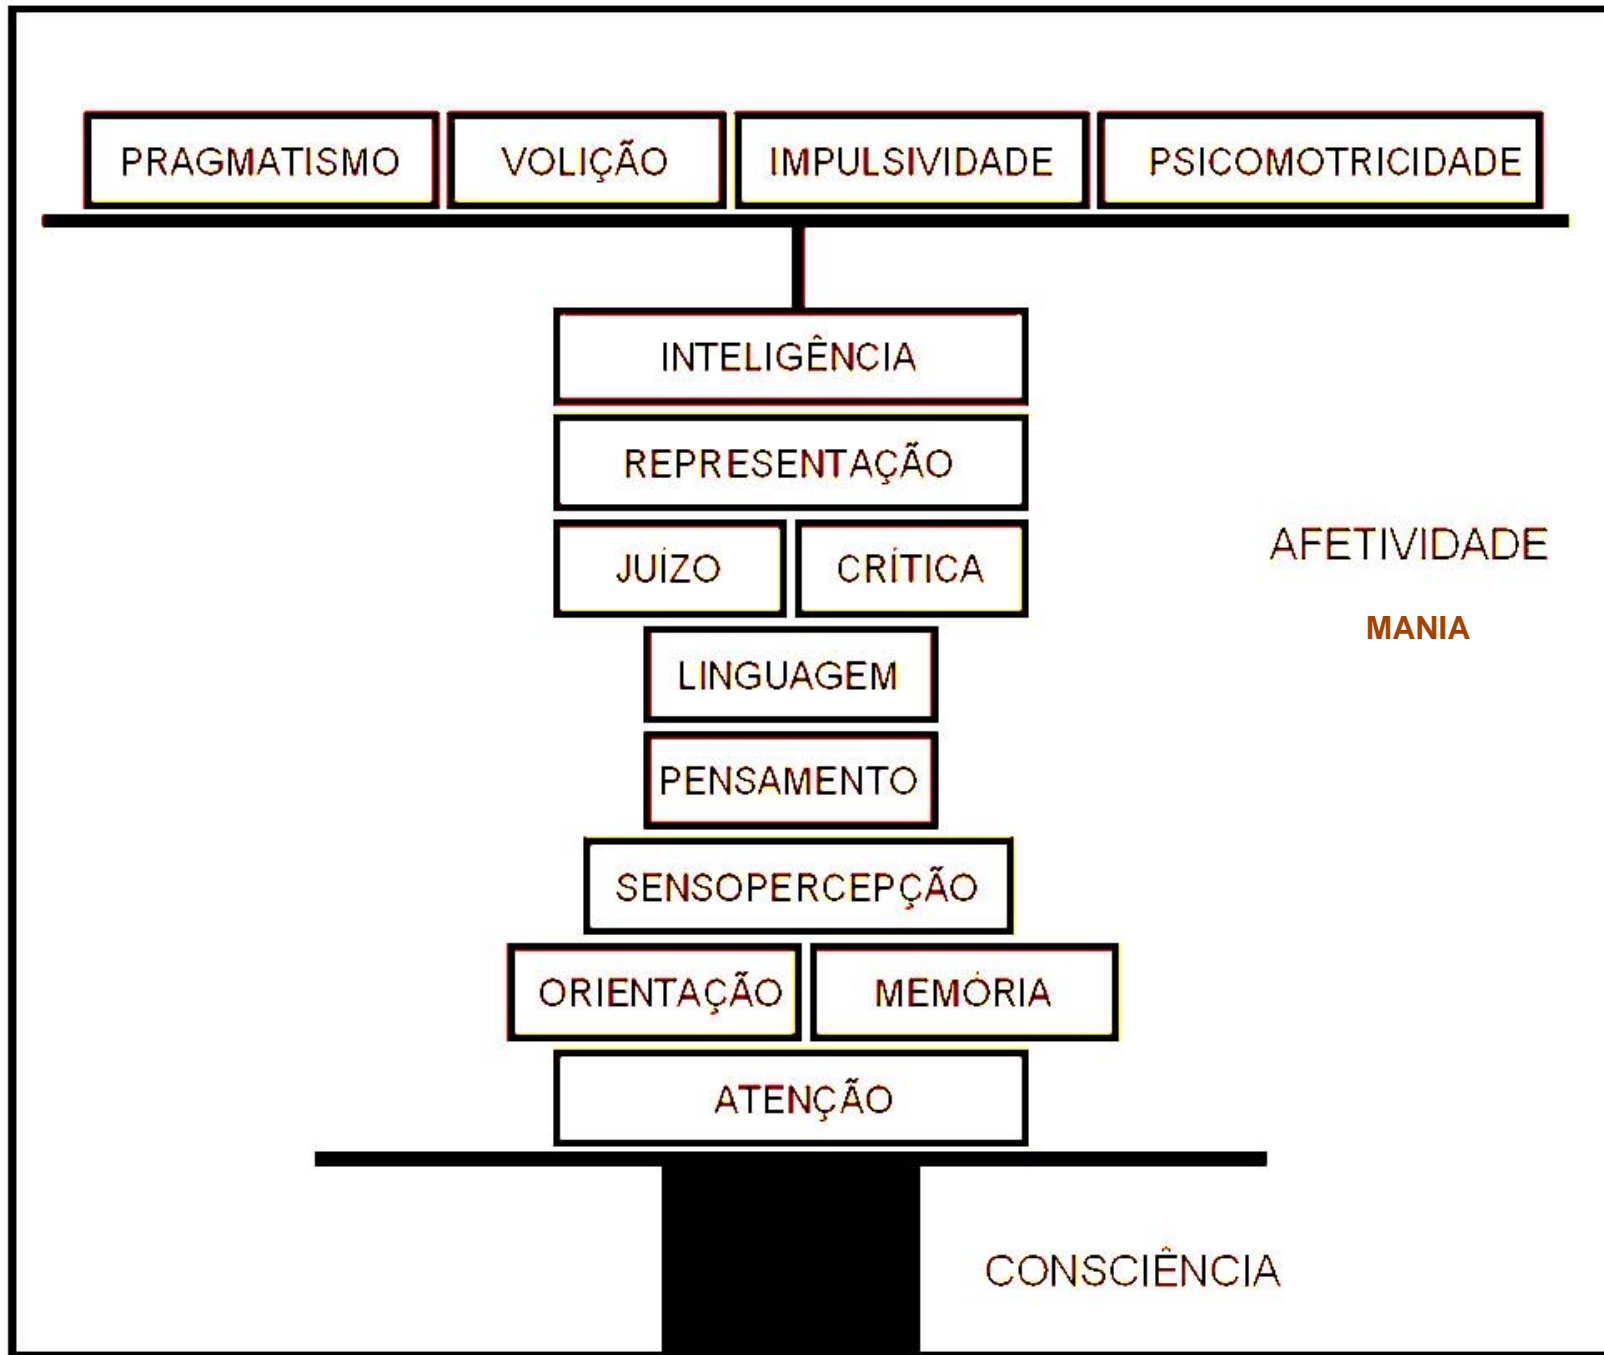 PRAGMATISMO VOLIÇÃO IMPULSIVIDADE PSICOMOTRICIDADE
INTELIGÊNCIA
REPRESENTAÇÃO
JUÍZO CRÍTICA
AFETIVIDADE
MANIA
LINGUAGEM
PENSAMENTO
SENSOPERCEPÇÃO
ORIENTAÇÃO MEMÓRIA
ATENÇÃO
CONSCIÊNCIA